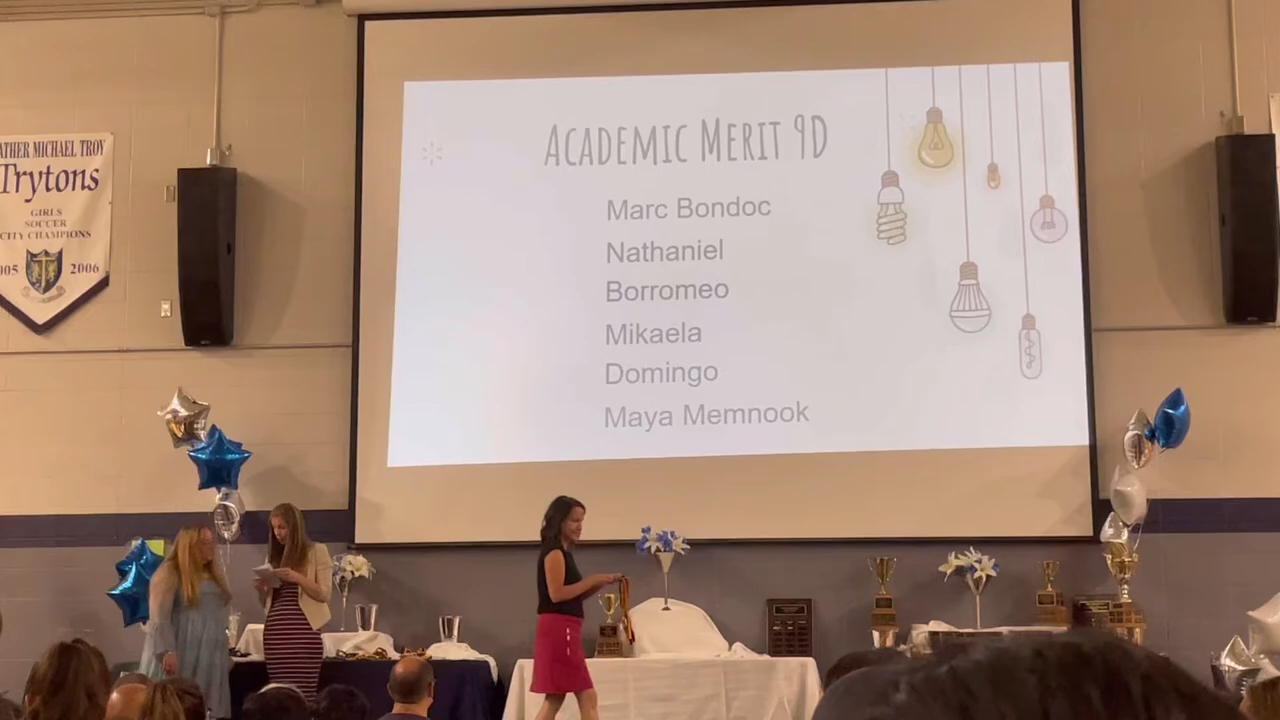 ATHER MICHAEL TROY
Trytons
GIRLS
SOCCER
CITY CHAMPIONS
005 2006
ACADEMIC MERIT 9D
Marc Bondoc
Nathaniel
Borromeo
Mikaela
Domingo
Maya Memnook